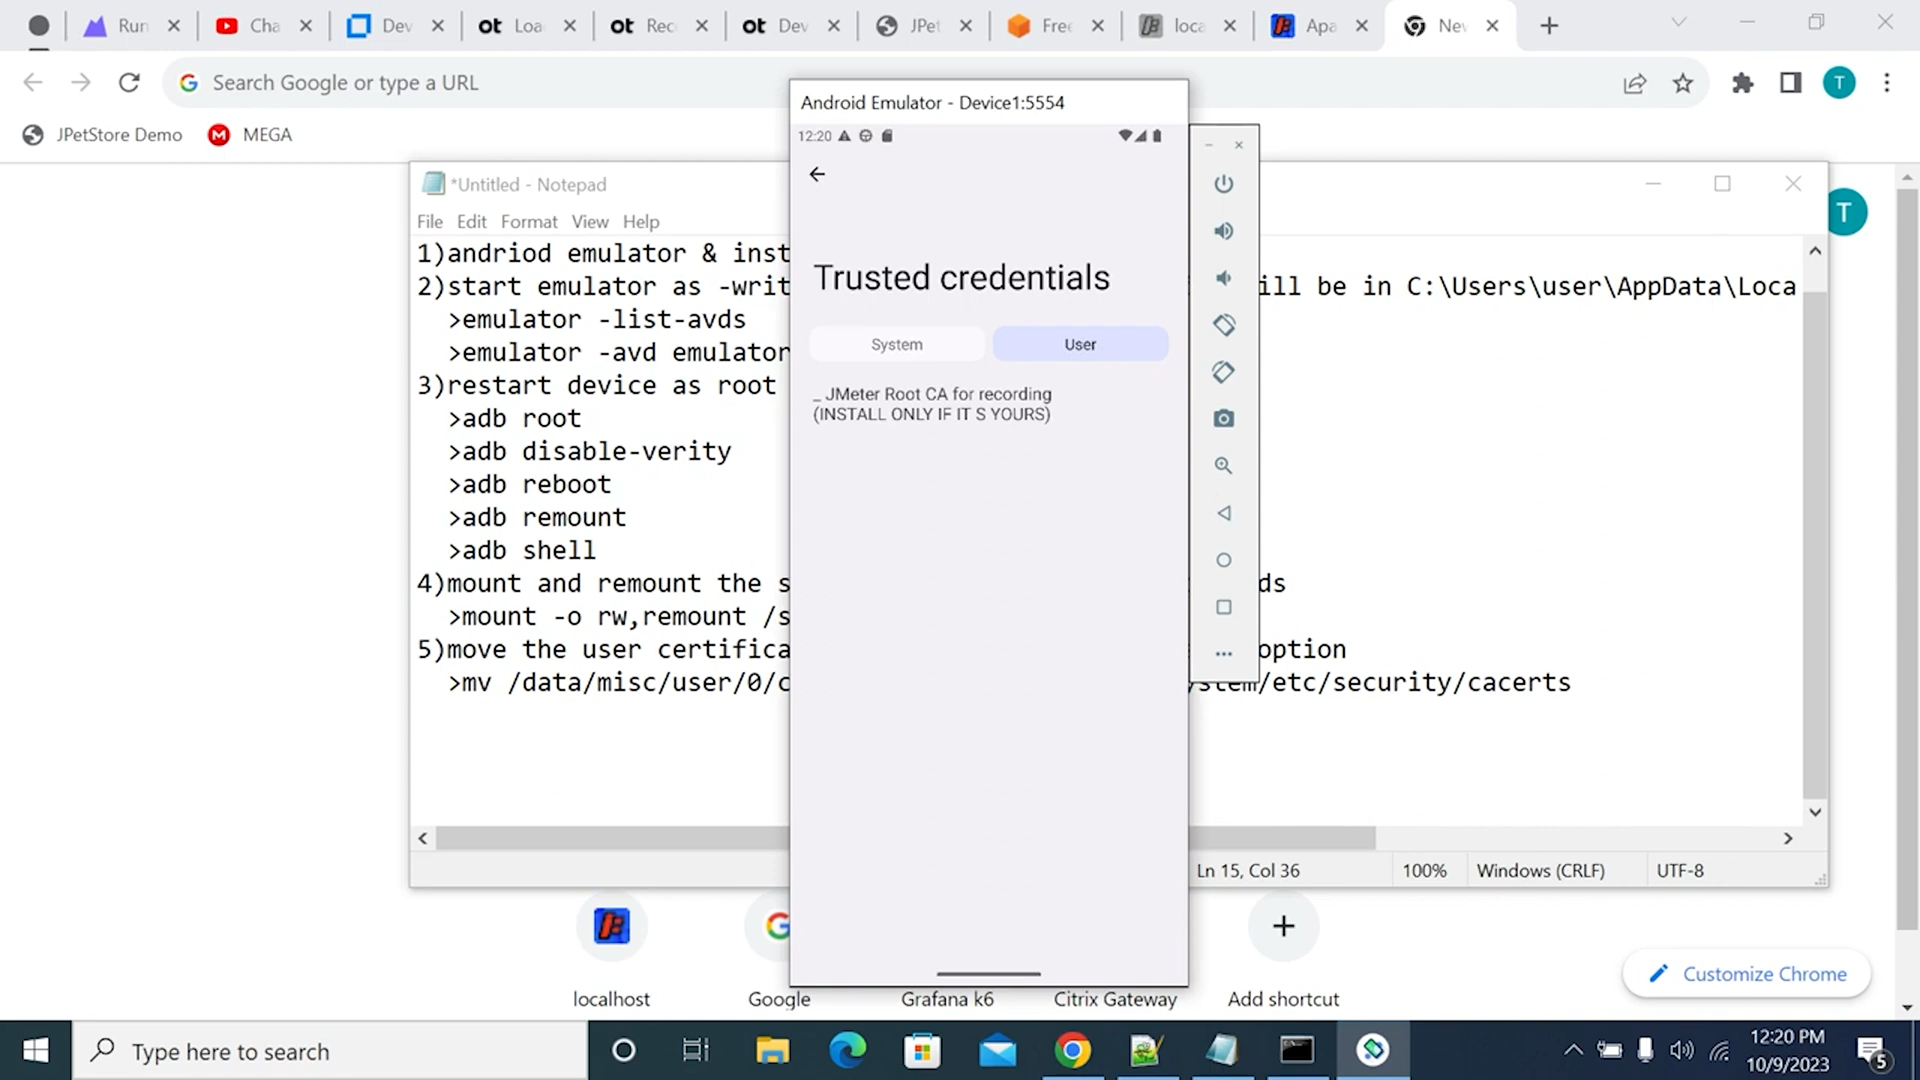 Run
Cha
Dev
Loa
Rec
Dev
JPet
Free
loca
Apa
Nev
Search Google or type a URL
T
JPetStore Demo
MEGA
Android Emulator - Device1:5554
12:20
*Untitled - Notepad
T
File Edit Format View Help
1)andriod emulator & inst
2)start emulator as -writ
ill be in C:\Users\user\AppData\Loca
>emulator -list-avds
>emulator -avd emulator
3)restart device as root
>adb root
>adb disable-verity
>adb reboot
>adb remount
>adb shell
4)mount and remount the s
ds
>mount -o rw,remount /s
5)move the user certifica
option
>mv /data/misc/user/0/c
ystem/etc/security/cacerts
Trusted credentials
System
User
_ JMeter Root CA for recording
(INSTALL ONLY IF IT S YOURS)
Ln 15, Col 36
100%
Windows (CRLF)
UTF-8
localhost
Google
Grafana k6
Citrix Gateway
Add shortcut
Customize Chrome
Type here to search
12:20 PM
10/9/2023
5